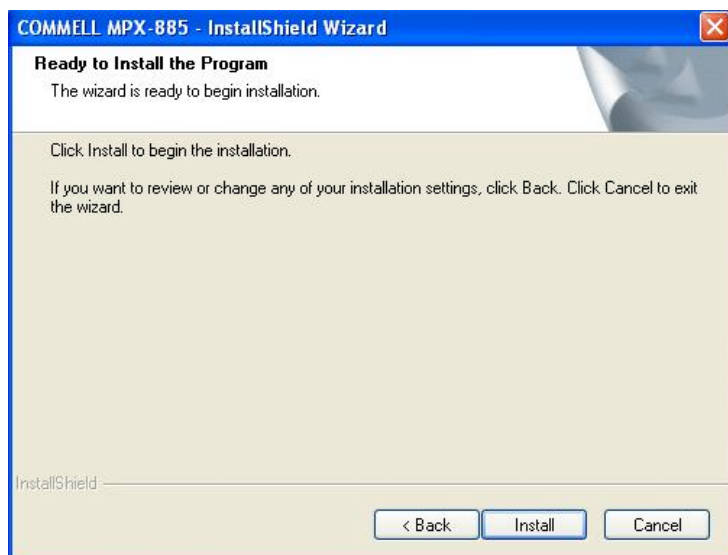 COMMELL MPX-885 - InstallShield Wizard
Ready to Install the Program
The wizard is ready to begin installation.
Click Install to begin the installation.
If you want to review or change any of your installation settings, click Back. Click Cancel to exit
the wizard.
InstallShield
< Back Install Cancel